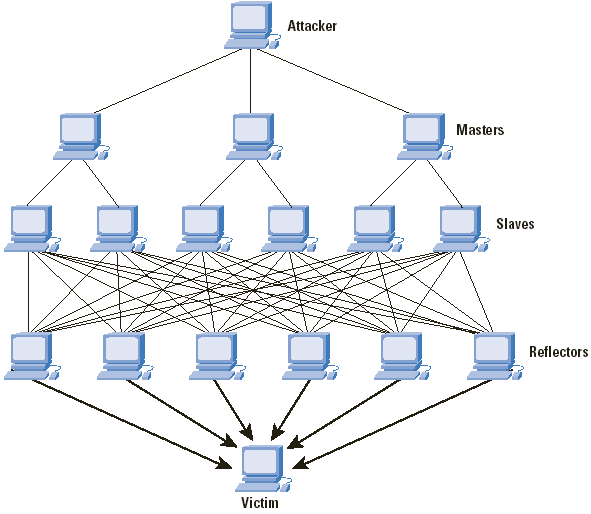 Attacker
Masters
Slaves
Reflectors
Victim